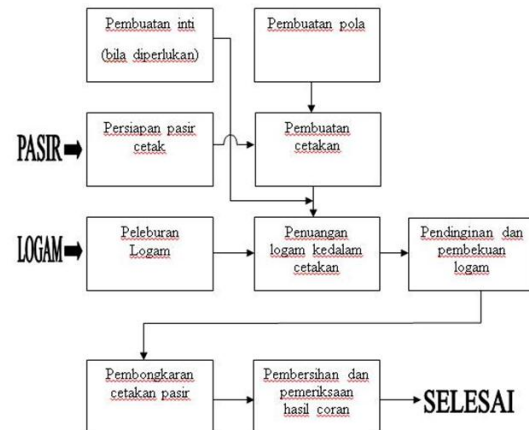 Pembuatan inti
(bila diperlukan)
Pembuatan pola
PASIR
Persiapan pasir
cetak
Pembuatan
cetakan
LOGAM
Peleburan
Logam
Penuangan
logam kedalam
cetakan
Pendinginan dan
pembekuan
logam
Pembongkaran
cetakan pasir
Pembersihan dan
pemeriksaan
hasil coran
SELESAI